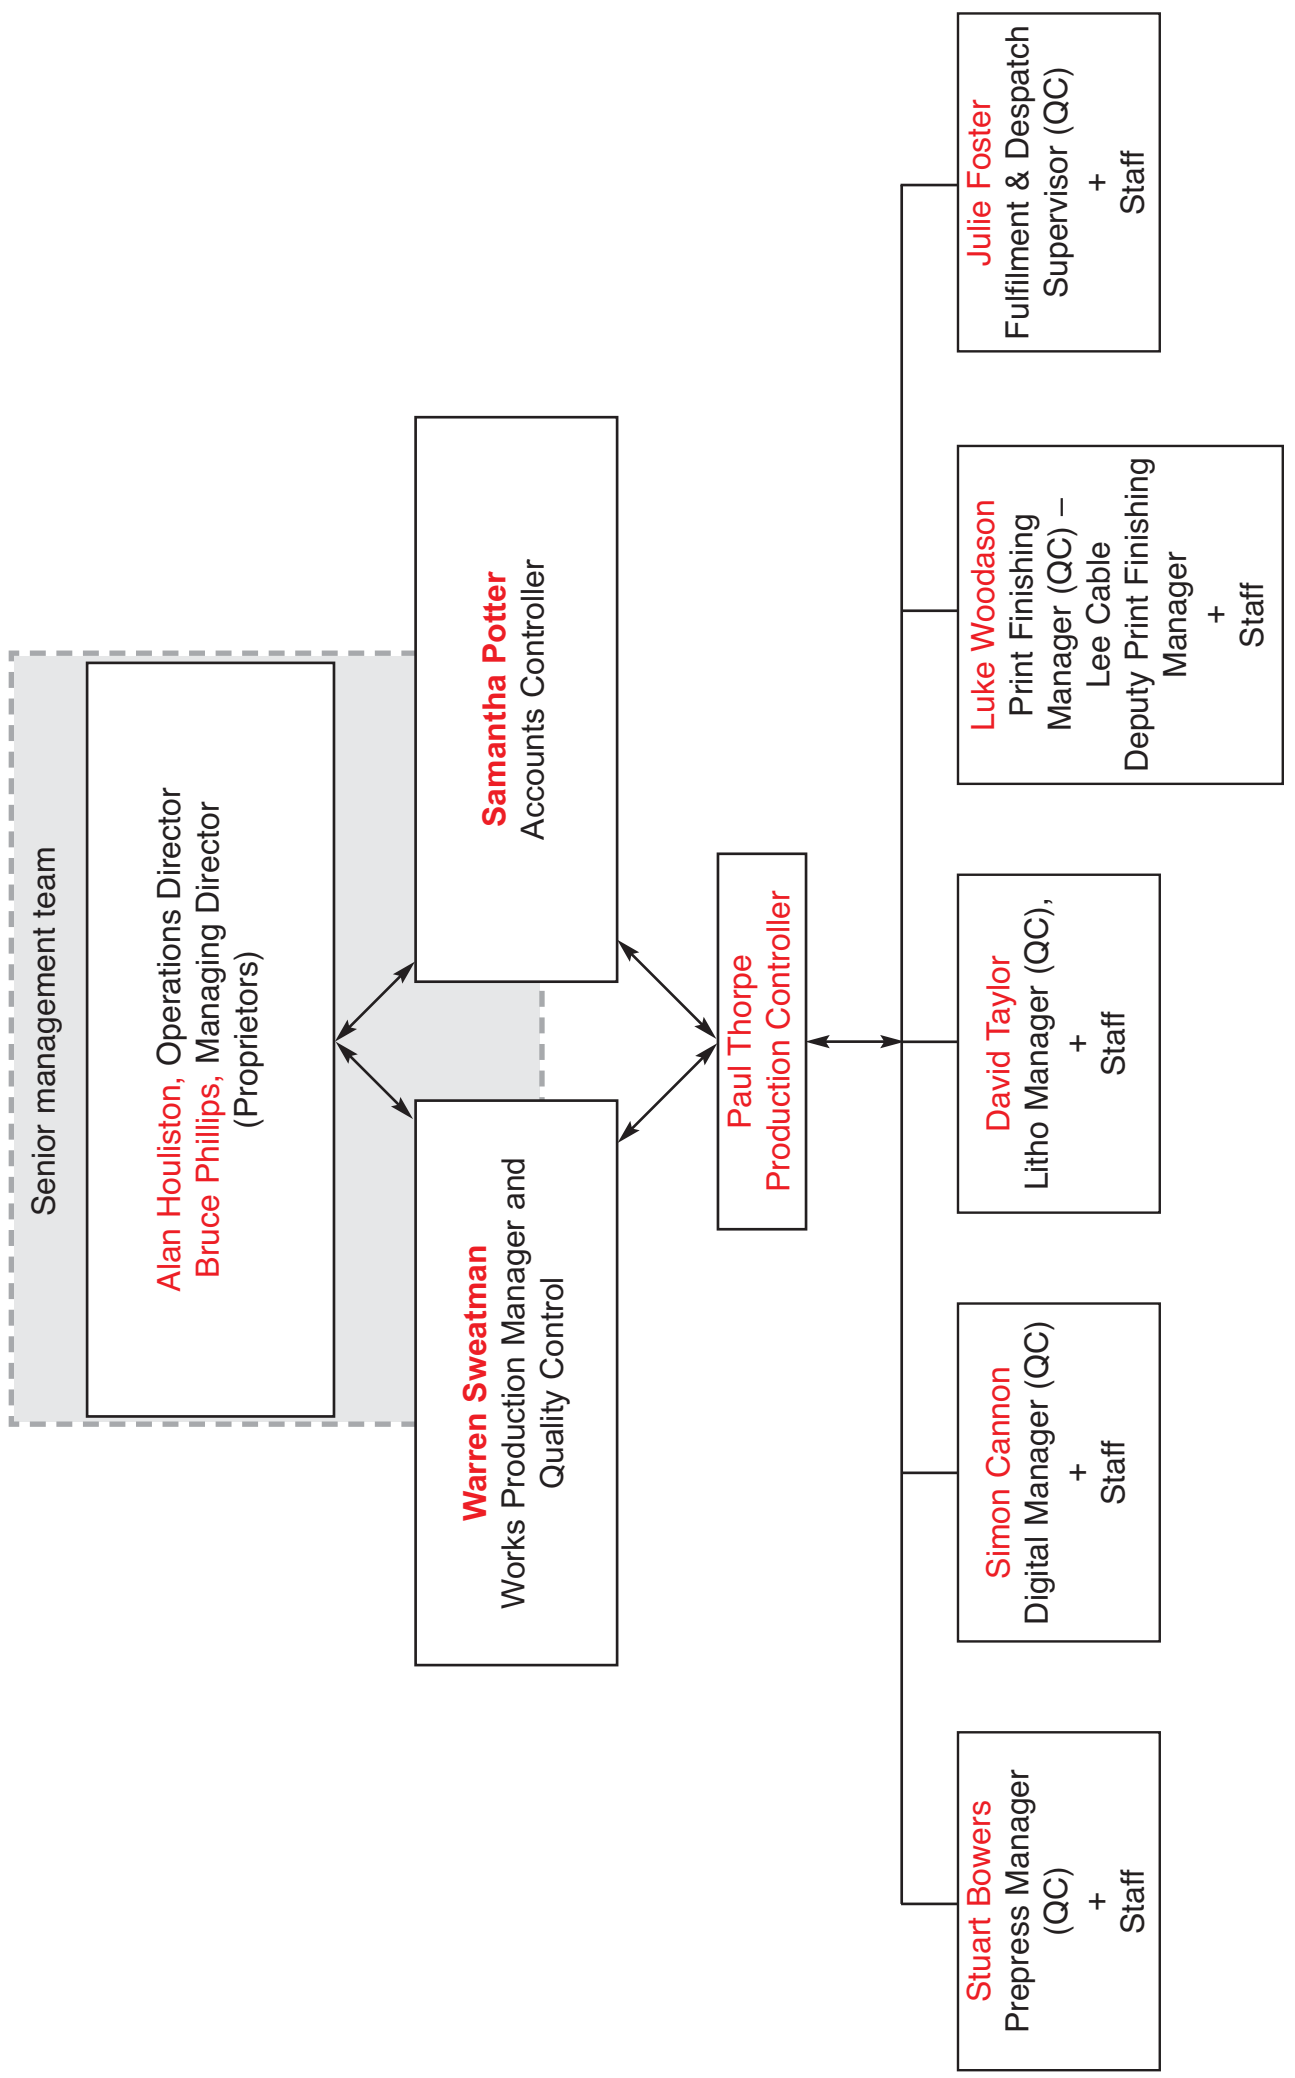 Senior management team
Alan Houliston, Operations Director
Bruce Phillips, Managing Director
(Proprietors)
Warren Sweatman
Works Production Manager and
Quality Control
Samantha Potter
Accounts Controller
Paul Thorpe
Production Controller
Stuart Bowers
Prepress Manager
(QC)
+
Staff
Simon Cannon
Digital Manager (QC)
+
Staff
David Taylor
Litho Manager (QC),
+
Staff
Luke Woodason
Print Finishing
Manager (QC) –
Lee Cable
Deputy Print Finishing
Manager
+
Staff
Julie Foster
Fulfilment & Despatch
Supervisor (QC)
+
Staff